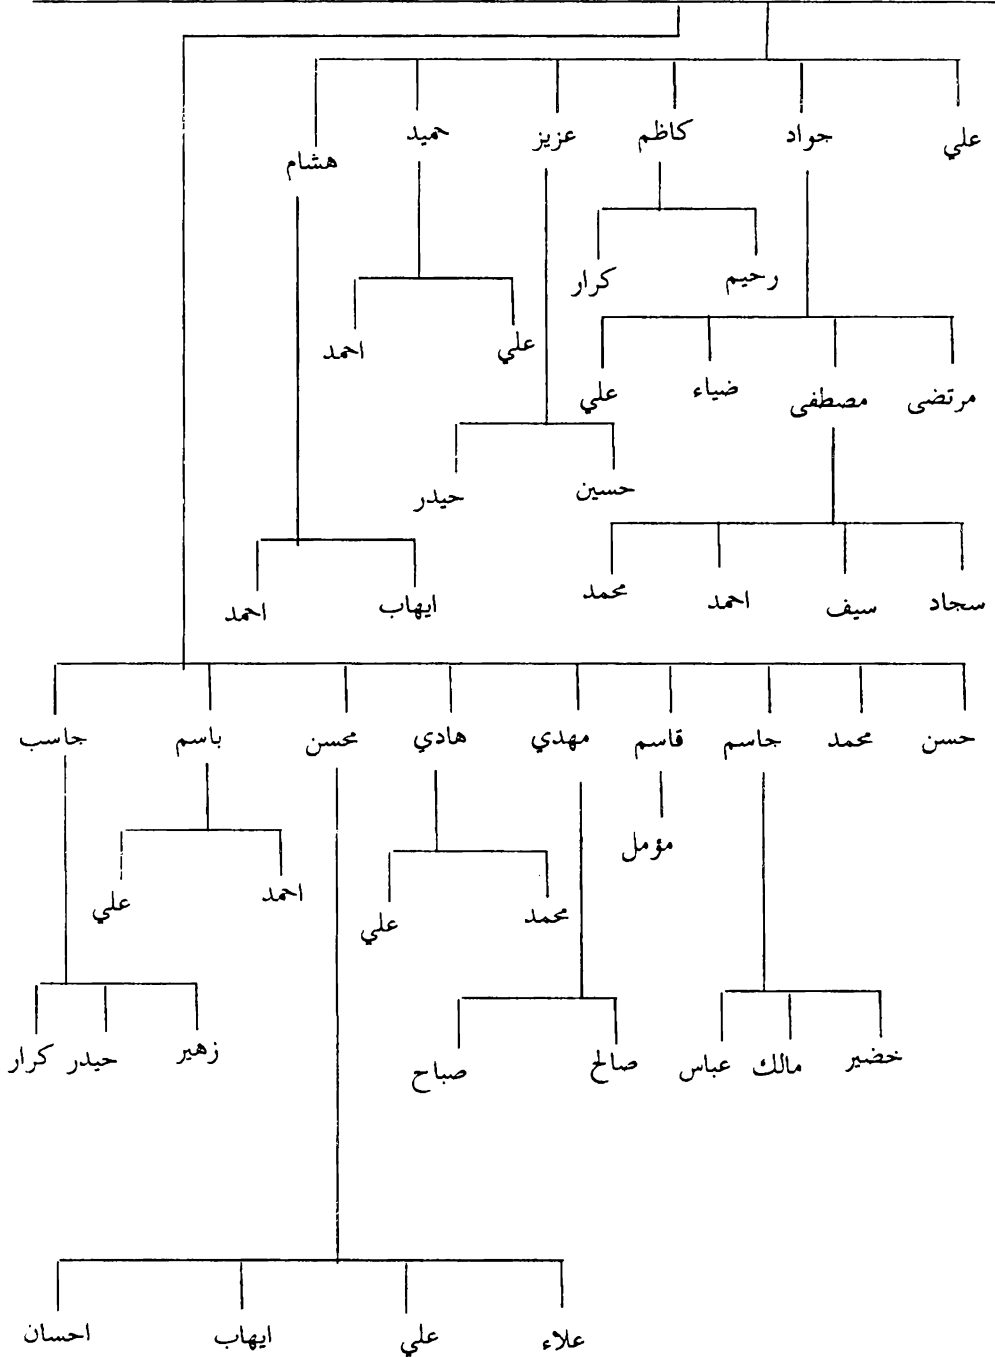 علي جواد كاظم عزيز حميد هشام
رحيم كرار
علي احمد
مرتضى مصطفى ضياء علي
حسين حيدر
سجاد سيف احمد محمد
ايهاب احمد
حسن محمد جاسم قاسم مهدي هادي محسن باسم جاسب
مؤمل
احمد علي
محمد علي
خضير مالك عباس
صالح صباح
زهير حيدر كرار
علاء علي ايهاب احسان